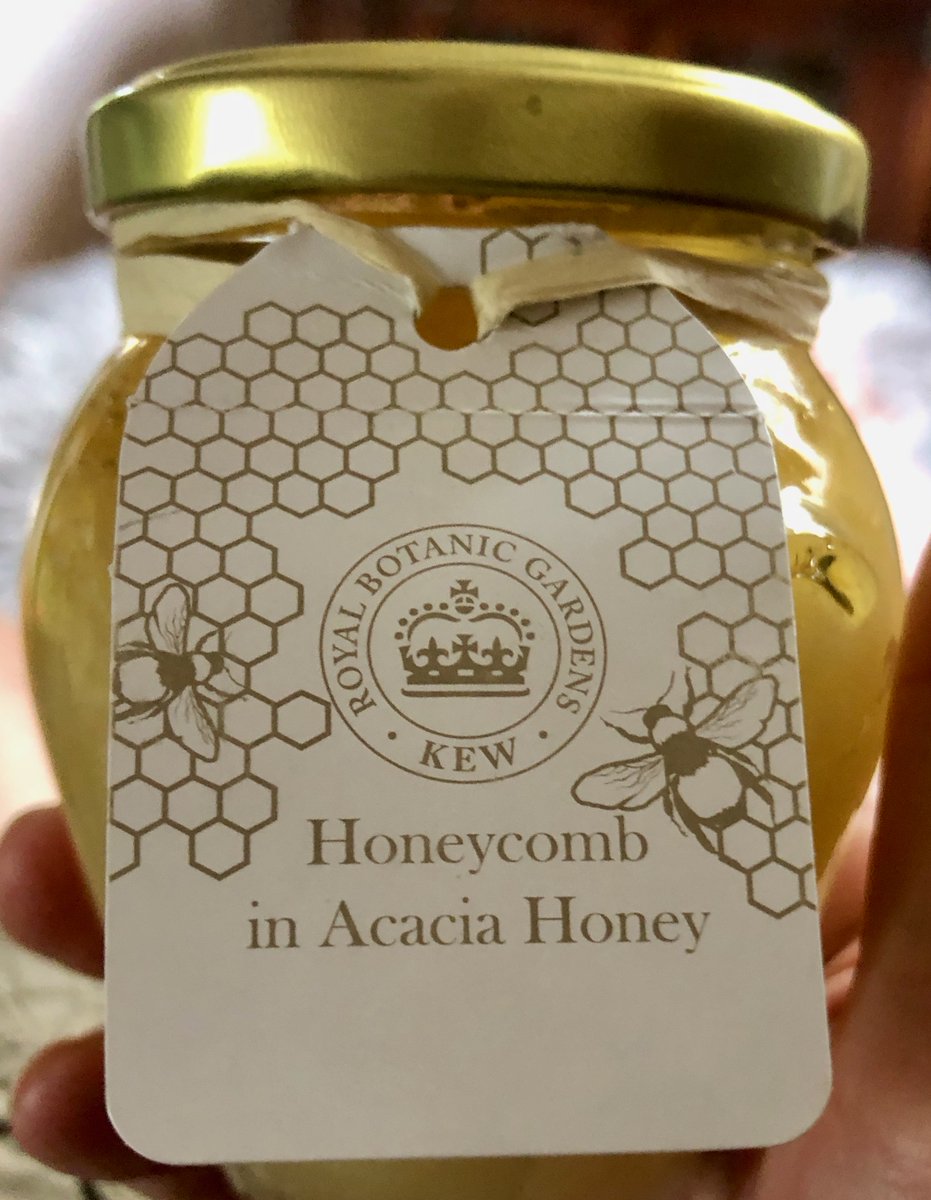 ROYAL BOTANIC GARDENS
• KEW •
Honeycomb
in Acacia Honey